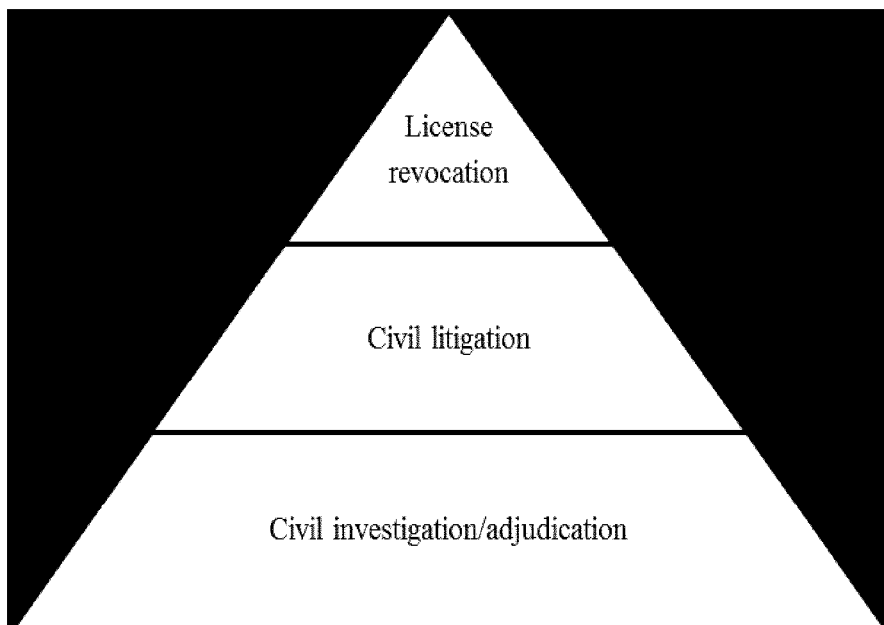 License
revocation
Civil litigation
Civil investigation/adjudication